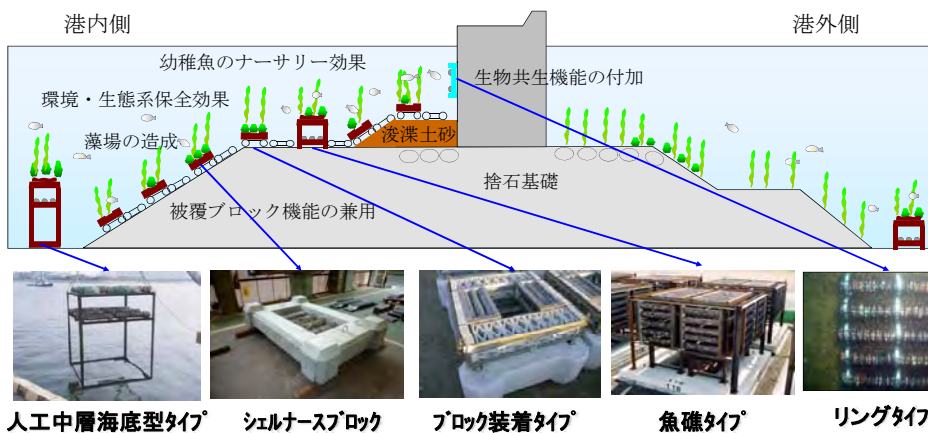 港内側
港外側
幼稚魚のナーサリー効果
生物共生機能の付加
環境・生態系保全効果
浚渫土砂
藻場の造成
捨石基礎
被覆ブロック機能の兼用
人工中層海底型タイプ
シェルナースブロック
ブロック装着タイプ
魚礁タイプ
リングタイプ